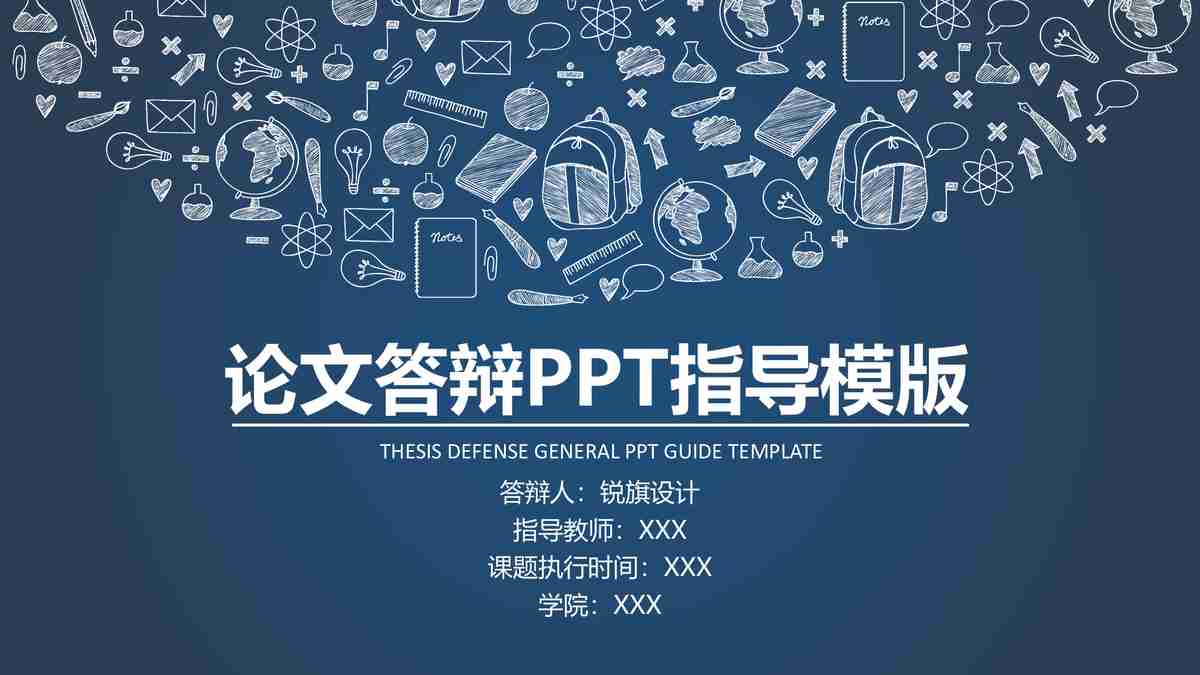 Notes
Notes
论文答辩PPT指导模版
THESIS DEFENSE GENERAL PPT GUIDE TEMPLATE
答辩人：锐旗设计
指导教师：XXX
课题执行时间：XXX
学院：XXX